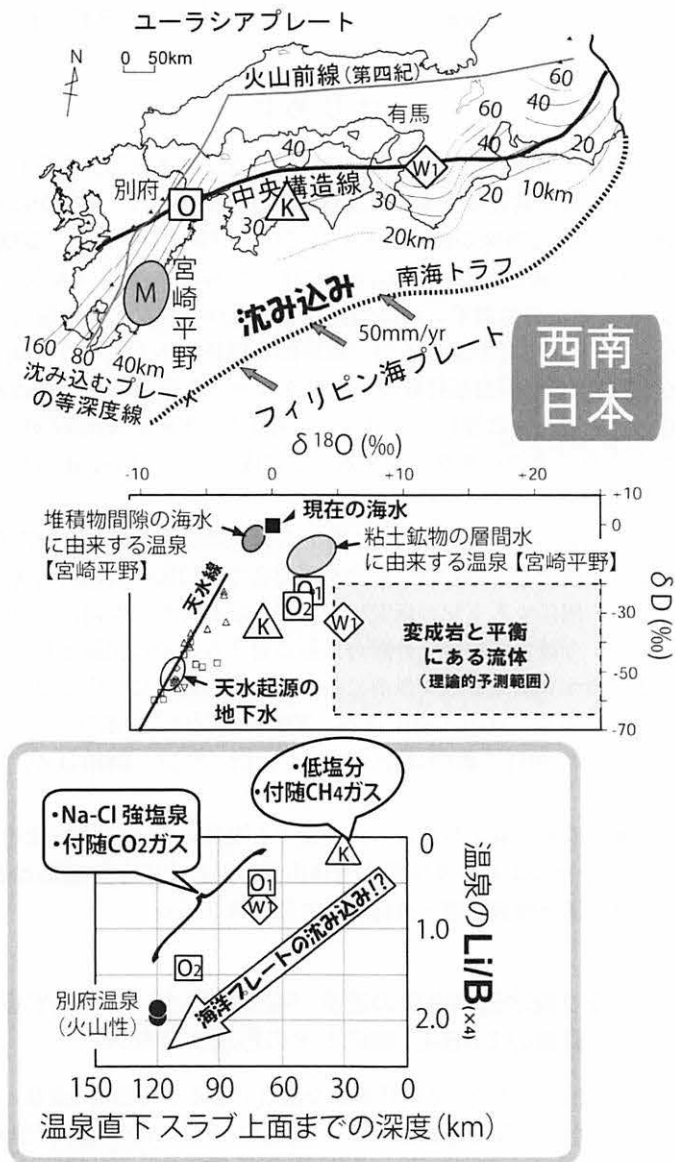 ユーラシアプレート
N
0 50km
火山前線(第四紀)
60
40
有馬
60
40
40
20
別府
W1
中央構造線
O
K
30
30
20
10km
20km
M
宮崎平野
沈み込み
南海トラフ
50mm/yr
フィリピン海プレート
160
80
40km
沈み込むプレート
の等深度線
西南
日本
δ18O (‰)
-10
0
+10
+20
+10
0
-30
-50
-70
δD (‰)
堆積物間隙の海水
に由来する温泉
【宮崎平野】
現在の海水
粘土鉱物の層間水
に由来する温泉【宮崎平野】
天水線
O1
O2
K
W1
変成岩と平衡
にある流体
(理論的予測範囲)
天水起源の
地下水
・低塩分
・付随CH4ガス
・Na-Cl 強塩泉
・付随CO2ガス
K
O1
W1
O2
海洋プレートの沈み込み!?
別府温泉
(火山性)
0
1.0
2.0
温泉のLi/B(×4)
150 120 90 60 30 0
温泉直下 スラブ上面までの深度(km)